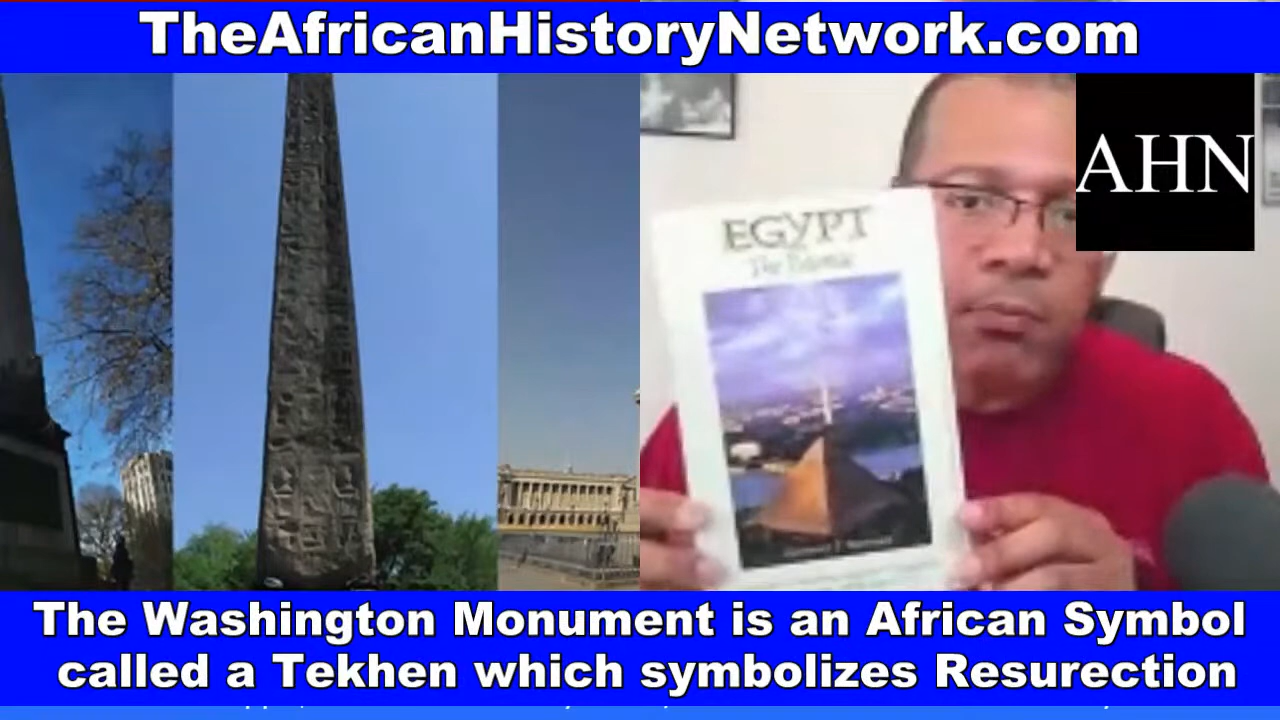 TheAfricanHistoryNetwork.com
AHN
EGYPT
The Washington Monument is an African Symbol
called a Tekhen which symbolizes Resurection